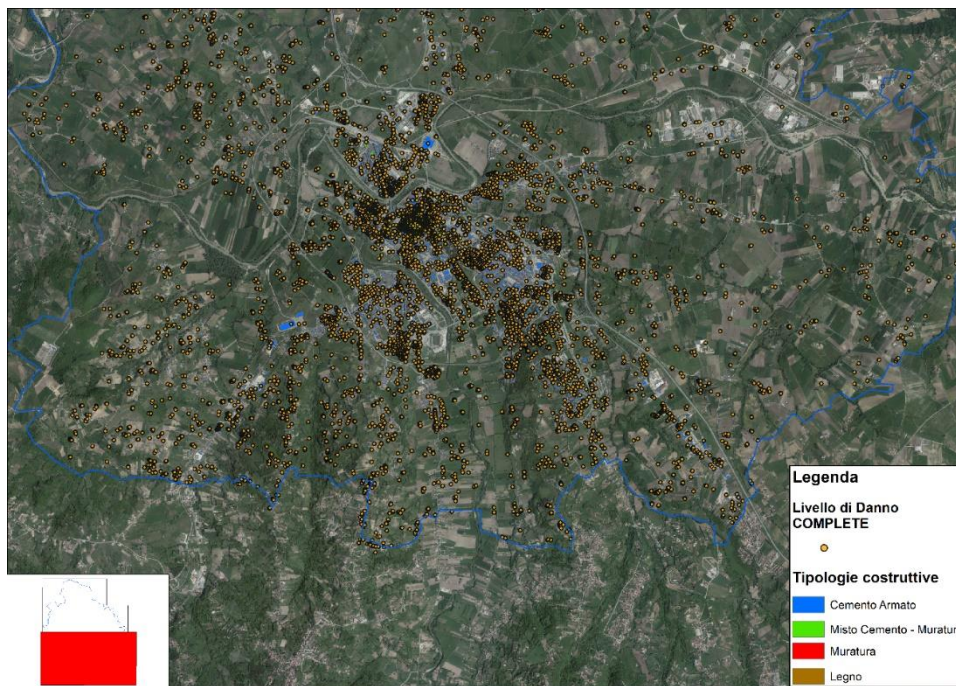 Legenda
Livello di Danno
COMPLETE
Tipologie costruttive
Cemento Armato
Misto Cemento - Muratur
Muratura
Legno